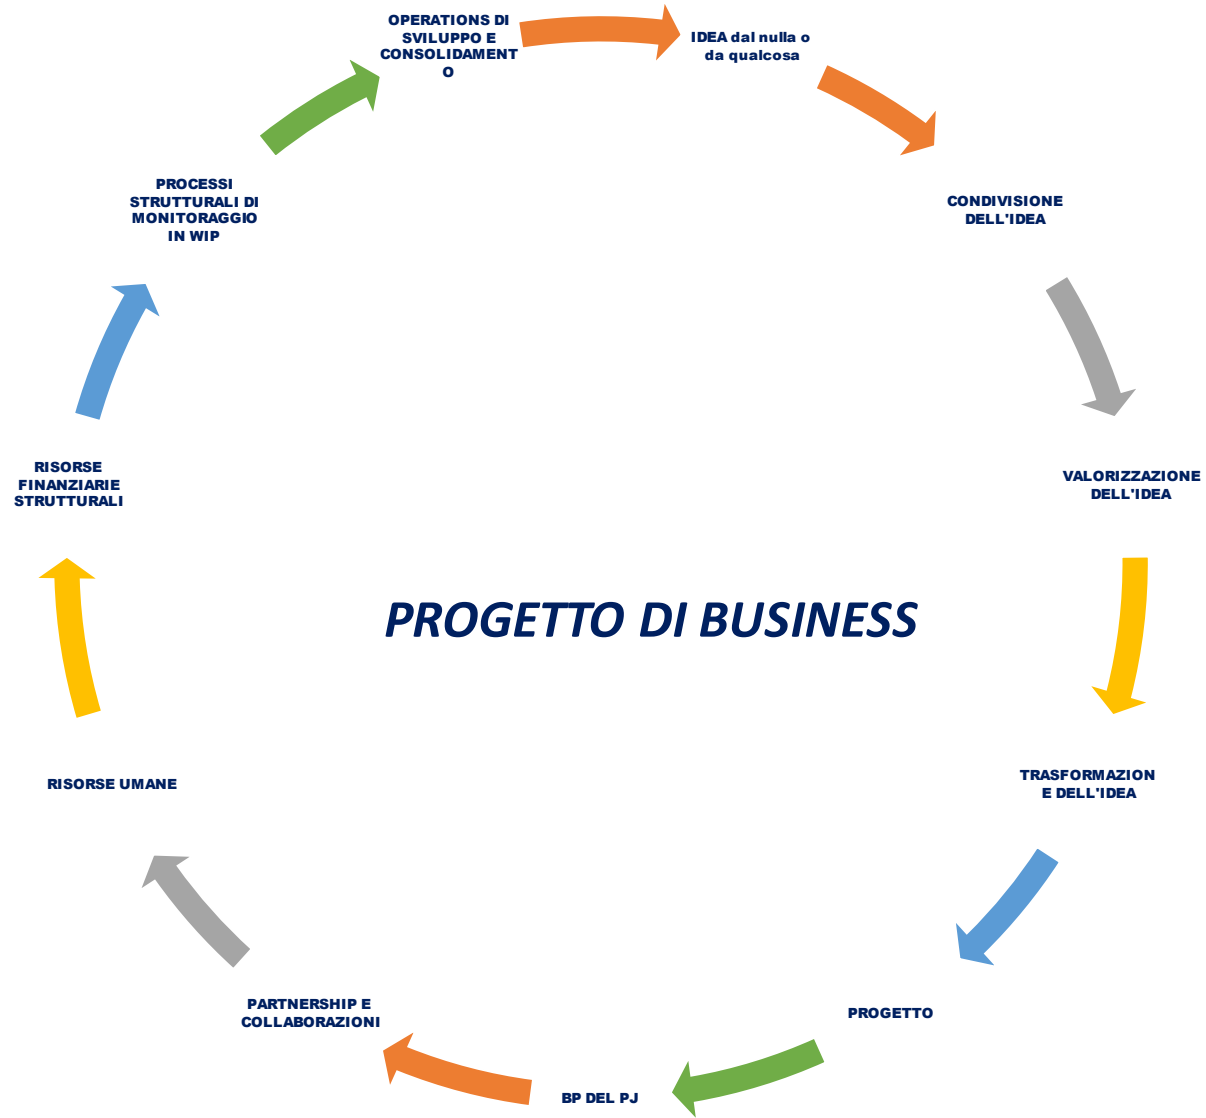 OPERATIONS DI
SVILUPPO E
CONSOLIDAMENT
O
IDEA dal nulla o
da qualcosa
CONDIVISIONE
DELL'IDEA
VALORIZZAZIONE
DELL'IDEA
TRASFORMAZION
E DELL'IDEA
PROGETTO
BP DEL PJ
PARTNERSHIP E
COLLABORAZIONI
RISORSE UMANE
RISORSE
FINANZIARIE
STRUTTURALI
PROCESSI
STRUTTURALI DI
MONITORAGGIO
IN WIP
PROGETTO DI BUSINESS